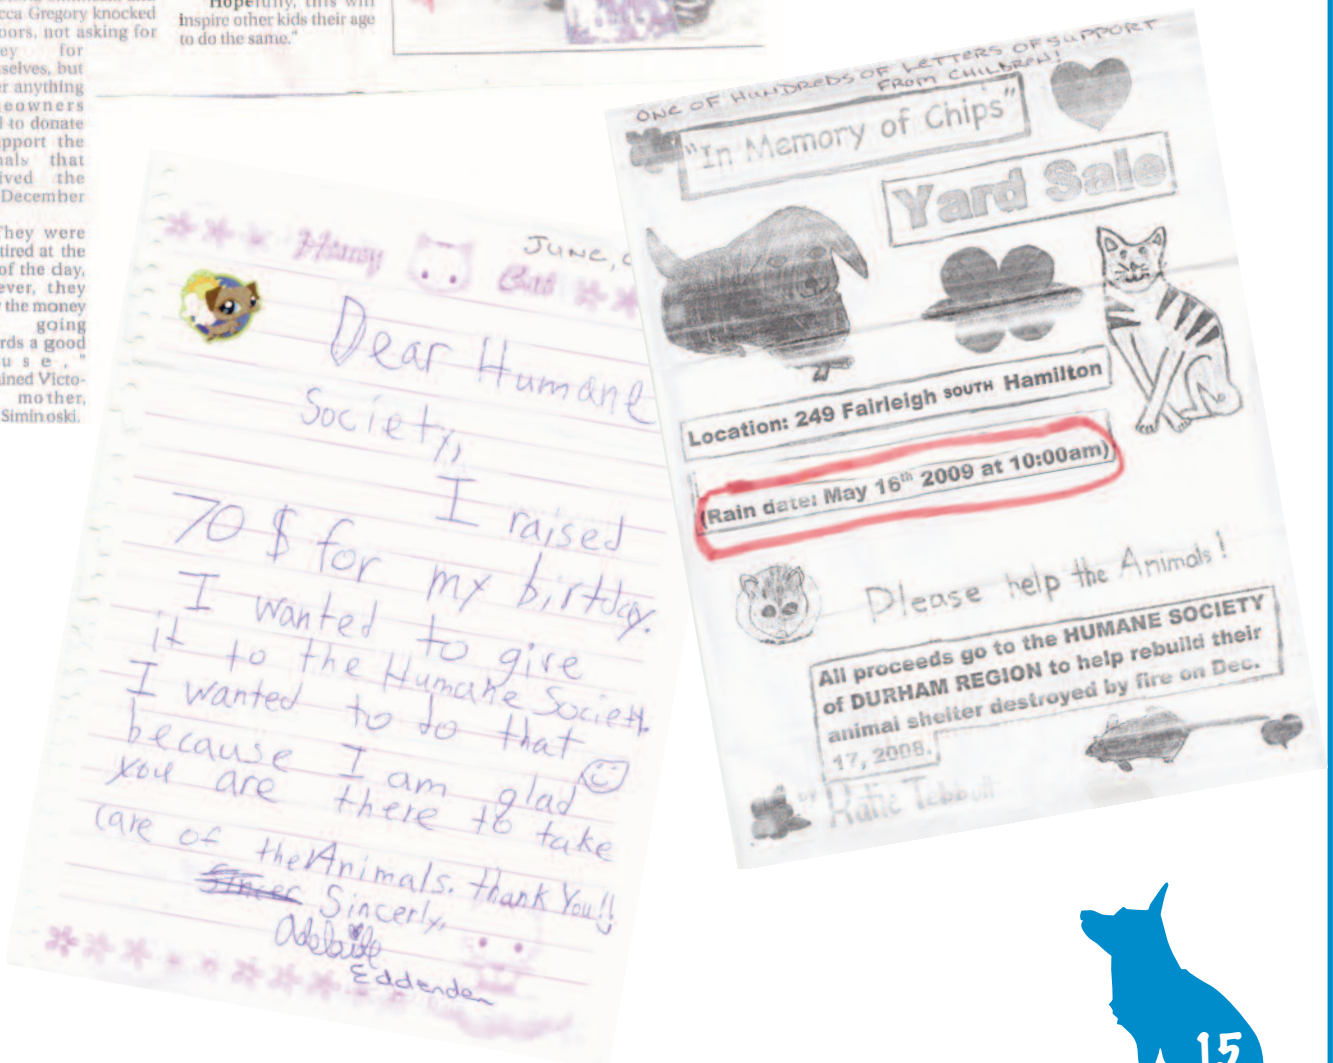 cca Gregory knocked
oors, not asking for
ey for
selves, but
er anything
eowners
l to donate
pport the
nals that
ived the
December
They were
tired at the
of the day,
ever, they
the money
going
rds a good
u s e , "
ined Victo-
mother,
Siminoski.
"Hopefully, this will
inspire other kids their age
to do the same."
JUNE,
Dear Humane
Society,
I raised
70 $ for my birtday.
I wanted to give
it to the Humane Society.
I wanted to do that
because I am glad
you are there to take
care of the Animals. thank You!!
Sincerly,
Adelaide
Eddenden
ONE OF HUNDREDS OF LETTERS OF SUPPORT
FROM CHILDREN!
"In Memory of Chips"
Yard Sale
Location: 249 Fairleigh SOUTH Hamilton
(Rain date: May 16th 2009 at 10:00am)
Please help the Animals!
All proceeds go to the HUMANE SOCIETY
of DURHAM REGION to help rebuild their
animal shelter destroyed by fire on Dec.
17, 2008.
BY Katie Tebbutt
15